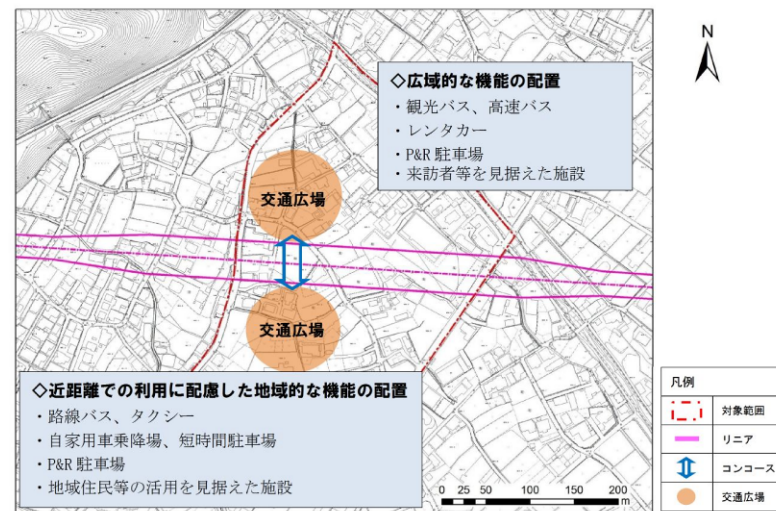 N
◇広域的な機能の配置
・観光バス、高速バス
・レンタカー
・P&R 駐車場
・来訪者等を見据えた施設
交通広場
交通広場
◇近距離での利用に配慮した地域的な機能の配置
・路線バス、タクシー
・自家用車乗降場、短時間駐車場
・P&R 駐車場
・地域住民等の活用を見据えた施設
0 25 50 100 150 200
m
凡例
対象範囲
リニア
コンコース
交通広場